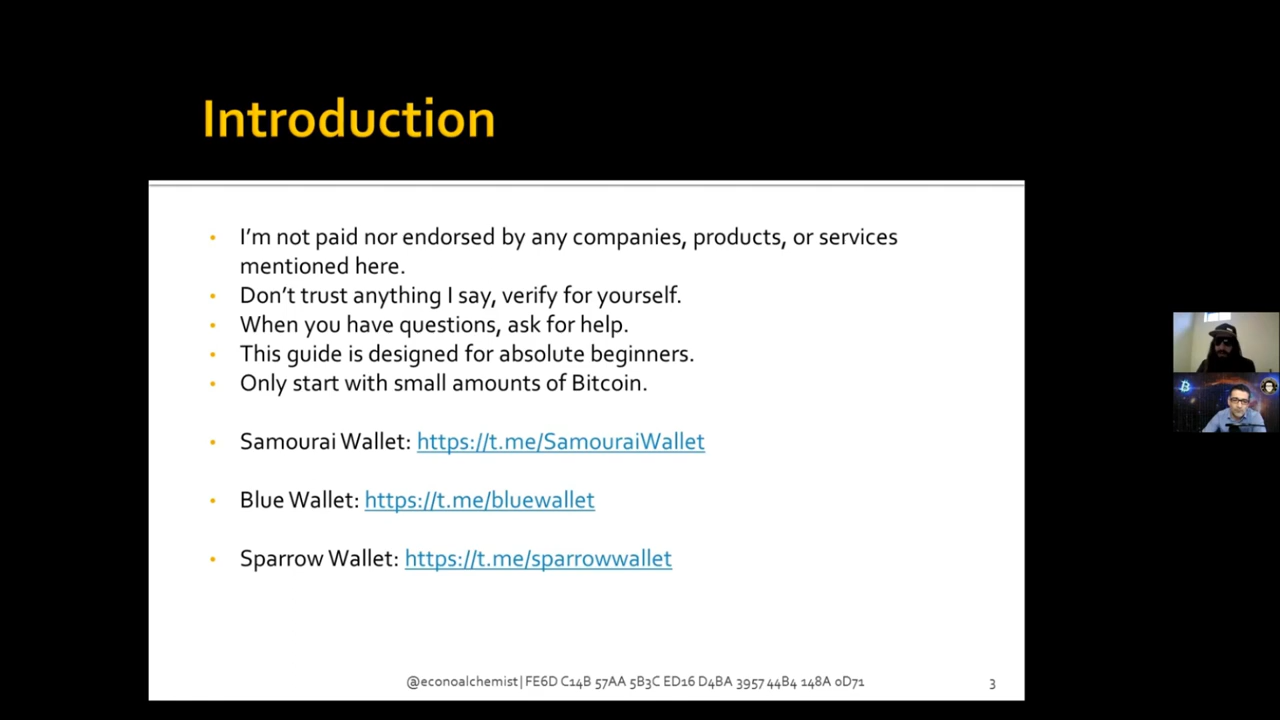 Introduction
• I'm not paid nor endorsed by any companies, products, or services
mentioned here.
• Don't trust anything I say, verify for yourself.
• When you have questions, ask for help.
• This guide is designed for absolute beginners.
• Only start with small amounts of Bitcoin.
• Samourai Wallet: https://t.me/SamouraiWallet
• Blue Wallet: https://t.me/bluewallet
• Sparrow Wallet: https://t.me/sparrowwallet
@econoalchemist| FE6D C14B 57AA 5B3C ED16 D4BA 3957 44B4 148A 0D71
3